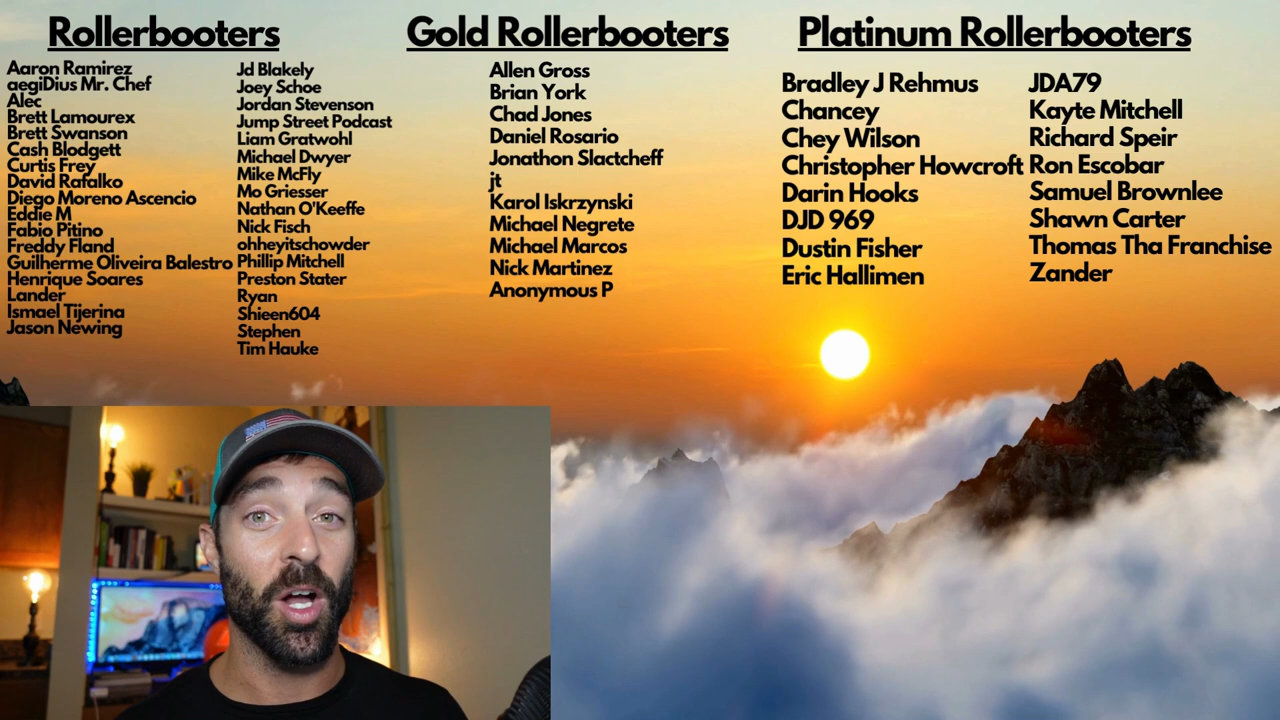 Rollerbooters
Aaron Ramirez
aegiDius Mr. Chef
Alec
Brett Lamourex
Brett Swanson
Cash Blodgett
Curtis Frey
David Rafalko
Diego Moreno Ascencio
Eddie M
Fabio Pitino
Freddy Fland
Guilherme Oliveira Balestro
Henrique Soares
Lander
Ismael Tijerina
Jason Newing
Jd Blakely
Joey Schoe
Jordan Stevenson
Jump Street Podcast
Liam Gratwohl
Michael Dwyer
Mike McFly
Mo Griesser
Nathan O'Keeffe
Nick Fisch
ohheyitschowder
Phillip Mitchell
Preston Stater
Ryan
Shieen604
Stephen
Tim Hauke
Gold Rollerbooters
Allen Gross
Brian York
Chad Jones
Daniel Rosario
Jonathon Slactcheff
jt
Karol Iskrzynski
Michael Negrete
Michael Marcos
Nick Martinez
Anonymous P
Platinum Rollerbooters
Bradley J Rehmus
Chancey
Chey Wilson
Christopher Howcroft
Darin Hooks
DJD 969
Dustin Fisher
Eric Hallimen
JDA79
Kayte Mitchell
Richard Speir
Ron Escobar
Samuel Brownlee
Shawn Carter
Thomas Tha Franchise
Zander